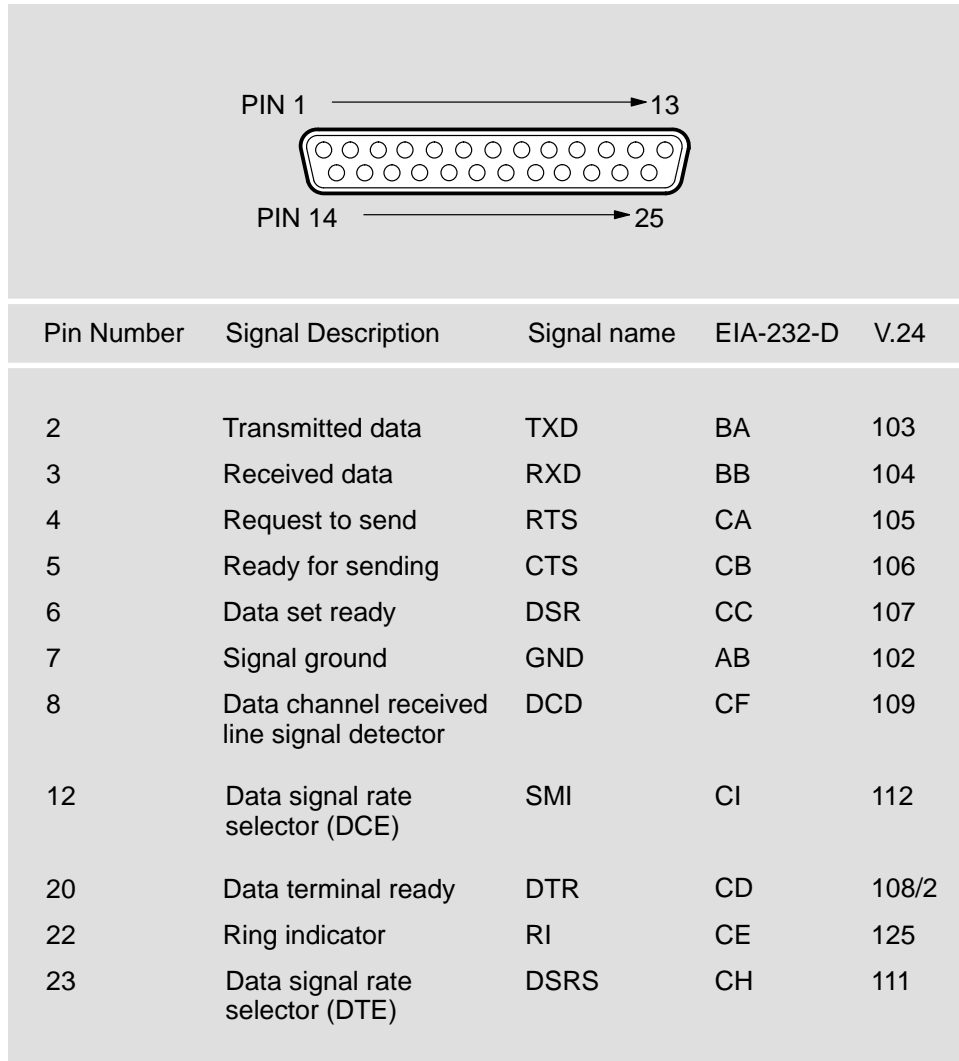 PIN 1 13
PIN 14 25
Pin Number Signal Description Signal name EIA-232-D V.24
2 Transmitted data TXD BA 103
3 Received data RXD BB 104
4 Request to send RTS CA 105
5 Ready for sending CTS CB 106
6 Data set ready DSR CC 107
7 Signal ground GND AB 102
8 Data channel received DCD CF 109
line signal detector
12 Data signal rate SMI CI 112
selector (DCE)
20 Data terminal ready DTR CD 108/2
22 Ring indicator RI CE 125
23 Data signal rate DSRS CH 111
selector (DTE)